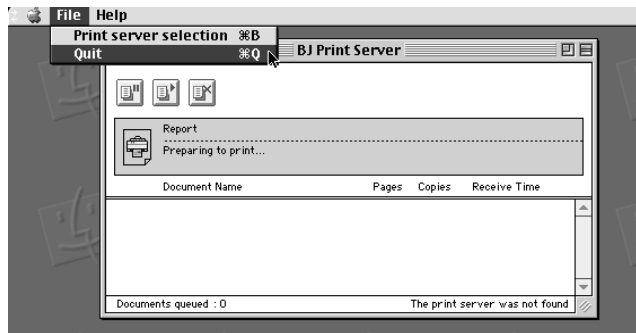 File Help
Print server selection ⌘B
Quit ⌘Q
BJ Print Server
Report
Preparing to print...
Document Name Pages Copies Receive Time
Documents queued : 0 The print server was not found